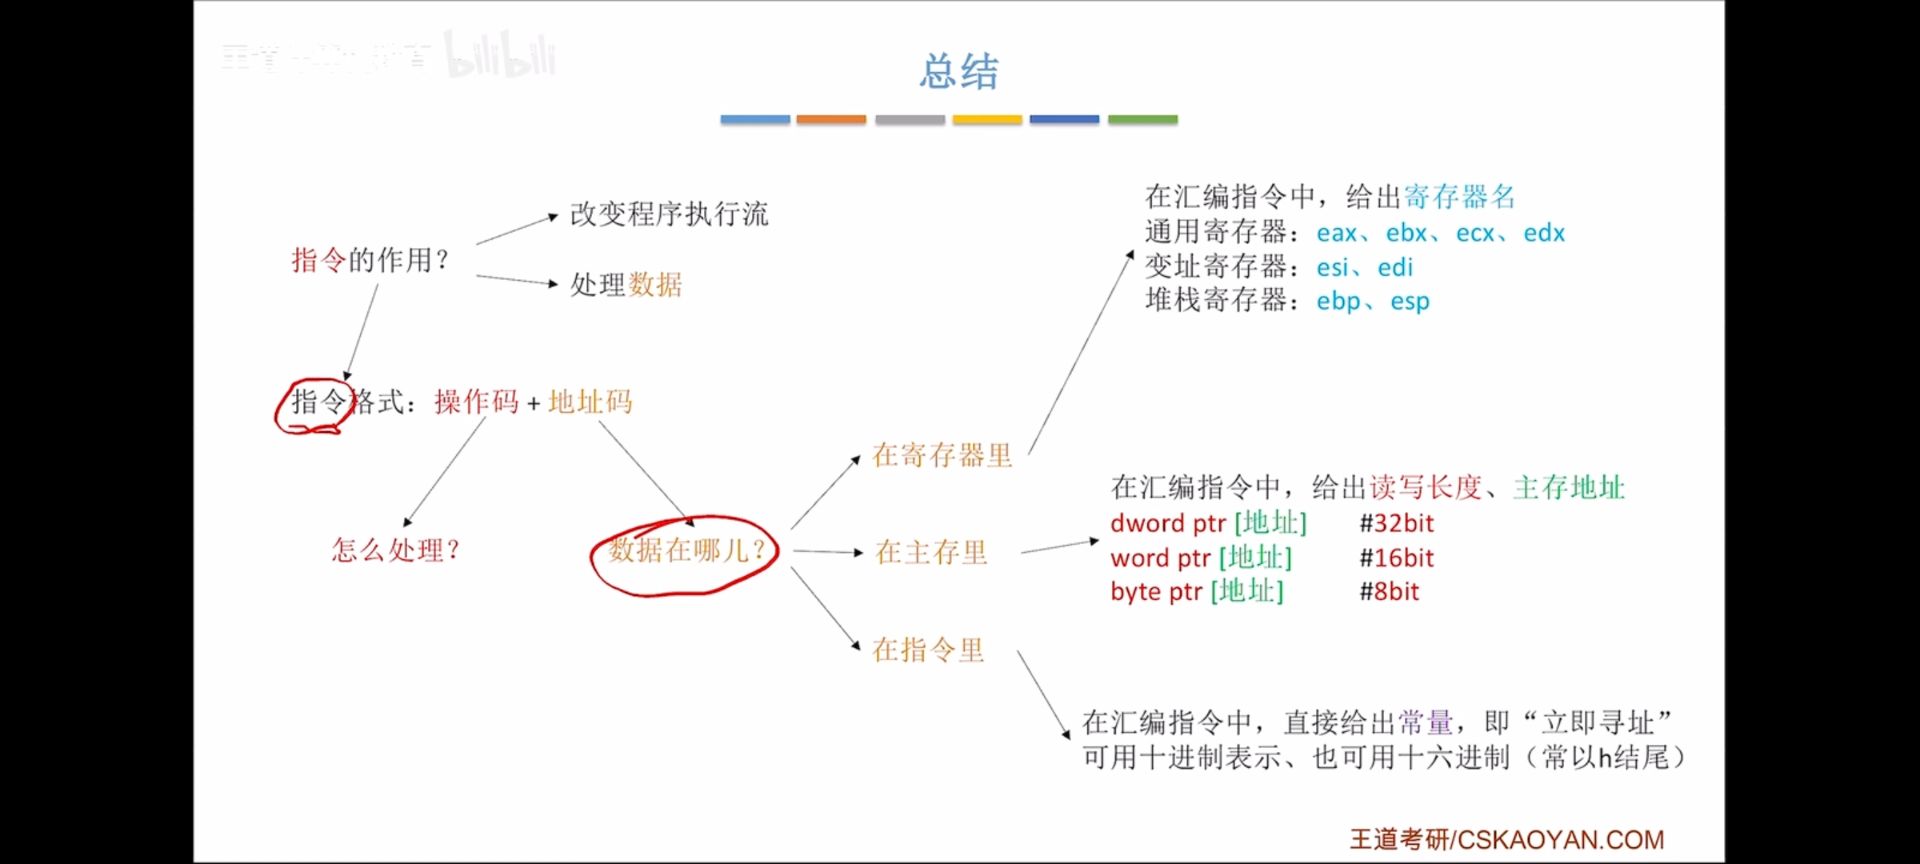 bilibili
总结
改变程序执行流
指令的作用？
处理数据
指令格式：操作码 + 地址码
怎么处理？
数据在哪儿？
在寄存器里
在主存里
在指令里
在汇编指令中，给出寄存器名
通用寄存器：eax、ebx、ecx、edx
变址寄存器：esi、edi
堆栈寄存器：ebp、esp
在汇编指令中，给出读写长度、主存地址
dword ptr [地址] #32bit
word ptr [地址] #16bit
byte ptr [地址] #8bit
在汇编指令中，直接给出常量，即“立即寻址”
可用十进制表示、也可用十六进制（常以h结尾）
王道考研/CSKAOYAN.COM